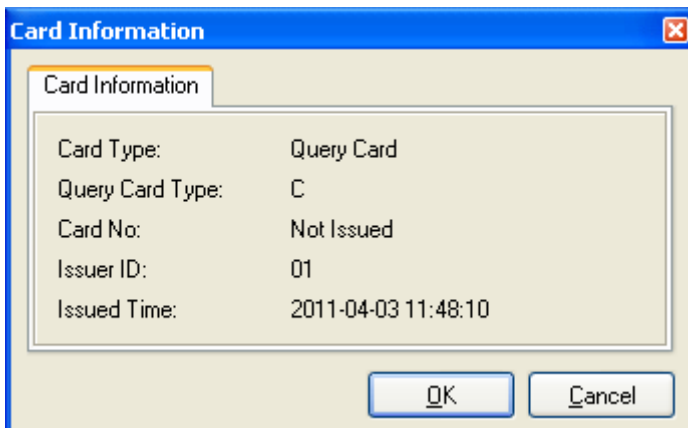 Card Information
Card Information
Card Type: Query Card
Query Card Type: C
Card No: Not Issued
Issuer ID: 01
Issued Time: 2011-04-03 11:48:10
OK Cancel